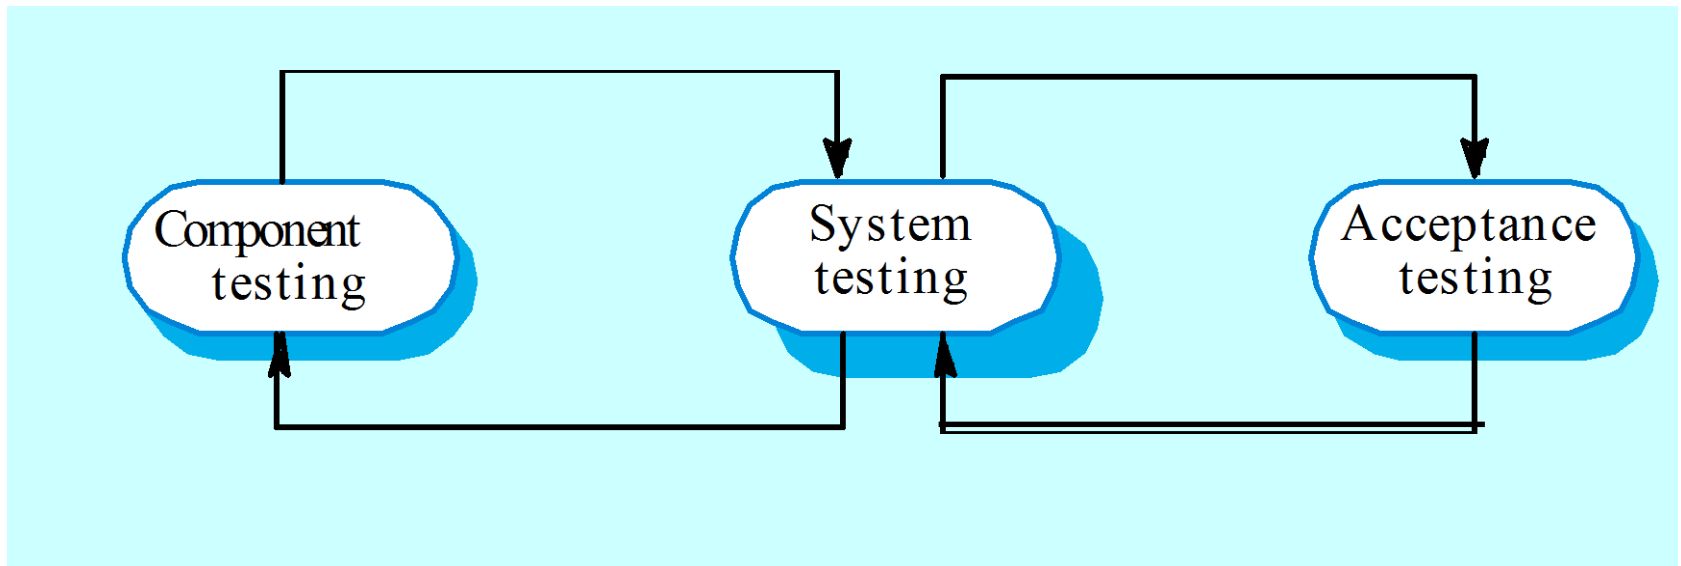 Component
testing
System
testing
Acceptance
testing